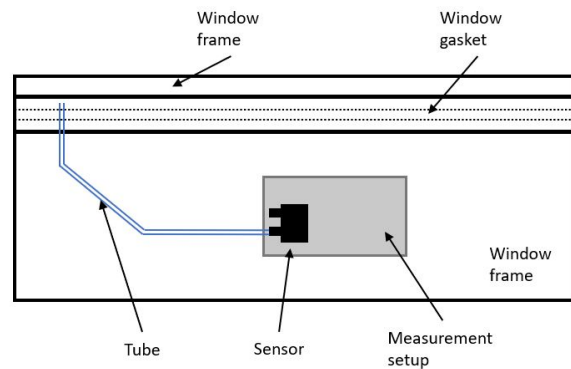 Window
frame
Window
gasket
Window
frame
Tube
Sensor
Measurement
setup